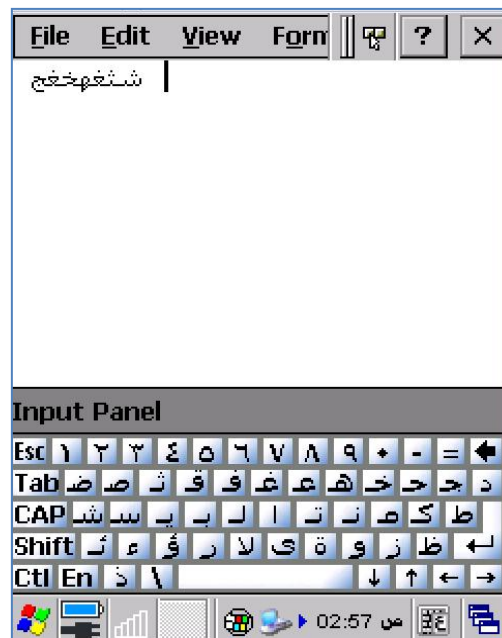 File Edit View Form ?
شثغهخغج
Input Panel
Esc ١ ٢ ٣ ٤ ٥ ٦ ٧ ٨ ٩ ٠ - =
Tab ض ص ث ق ف غ ع ه خ ح ج د
CAP ش س ي ب ل ا ت ن م ك ط
Shift ئ ء ؤ ر لا ى ة و ز ظ
Ctl En ذ \
02:57 ص ع